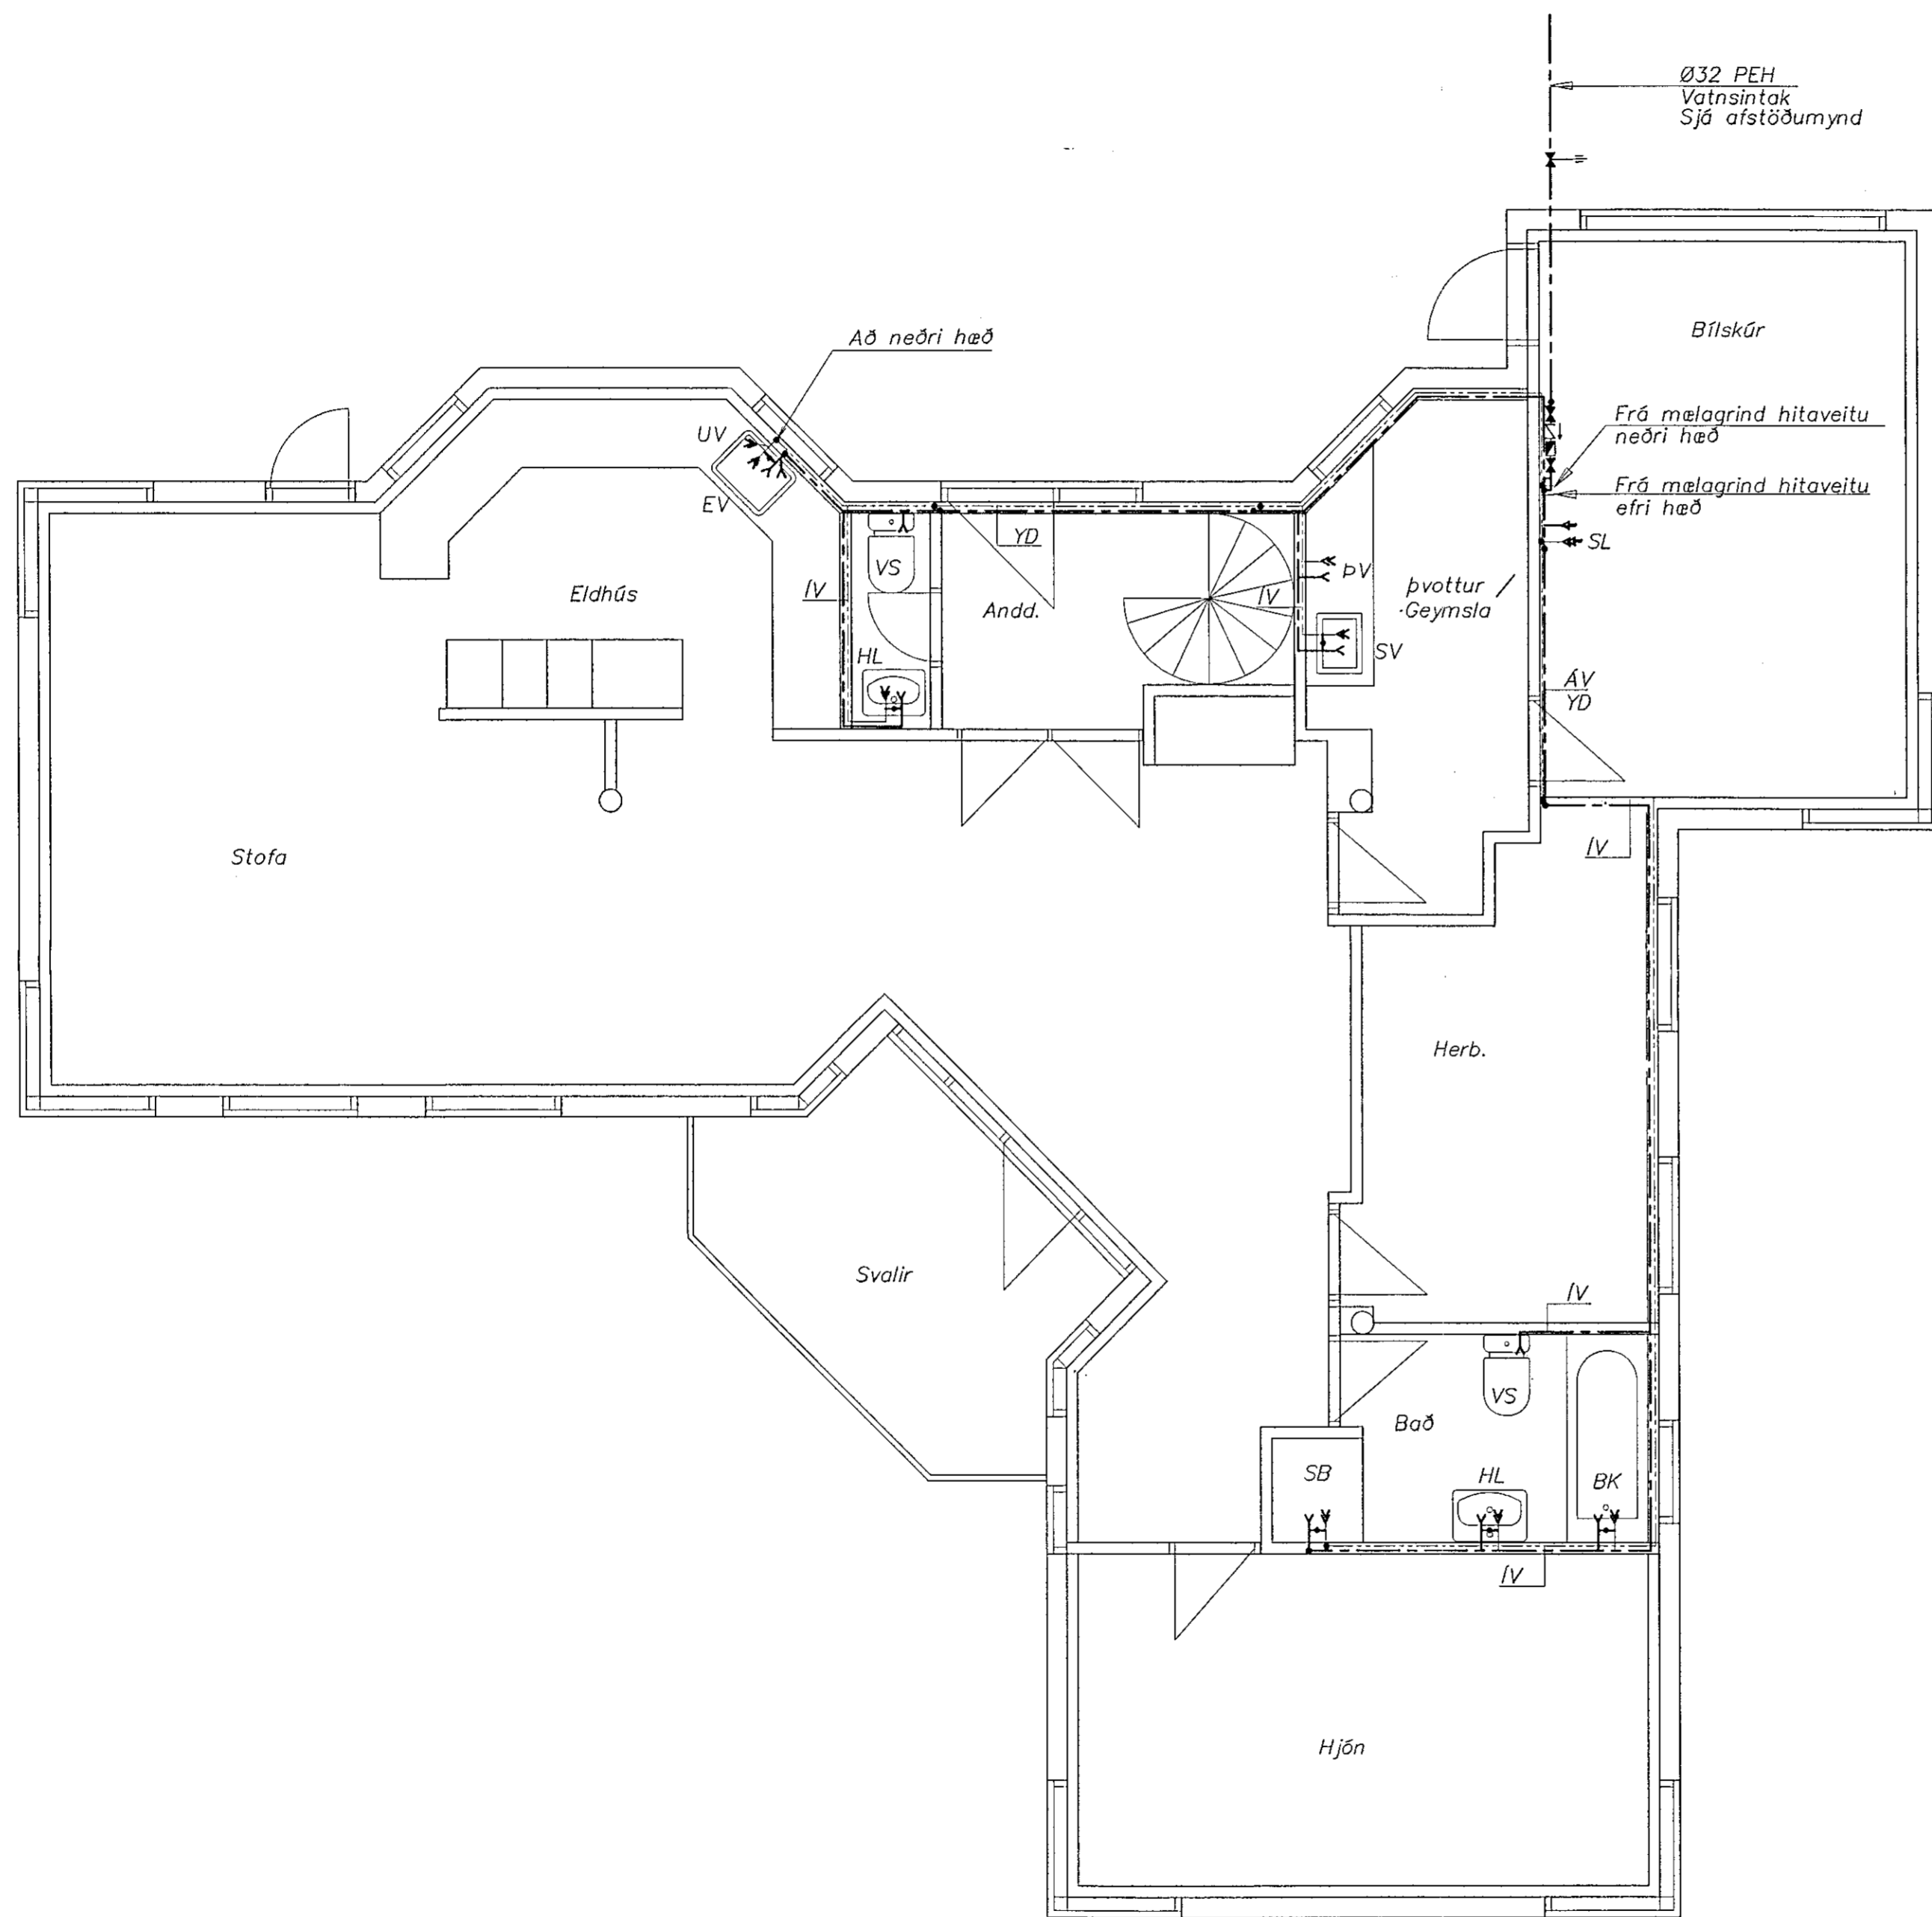 Ø32 PEH
Vatnsintak
Sjá afstöðumynd
Bílskúr
Að neðri hæð
Frá mælagrind hitaveitu
neðri hæð
Frá mælagrind hitaveitu
efri hæð
UV
EV
YD
SL
VS
ÞV
ÍV
Eldhús
Andd.
ÍV
Þvottur /
Geymsla
HL
SV
ÁV
YD
ÍV
Stofa
Herb.
Svalir
ÍV
VS
Bað
SB
HL
BK
ÍV
Hjón